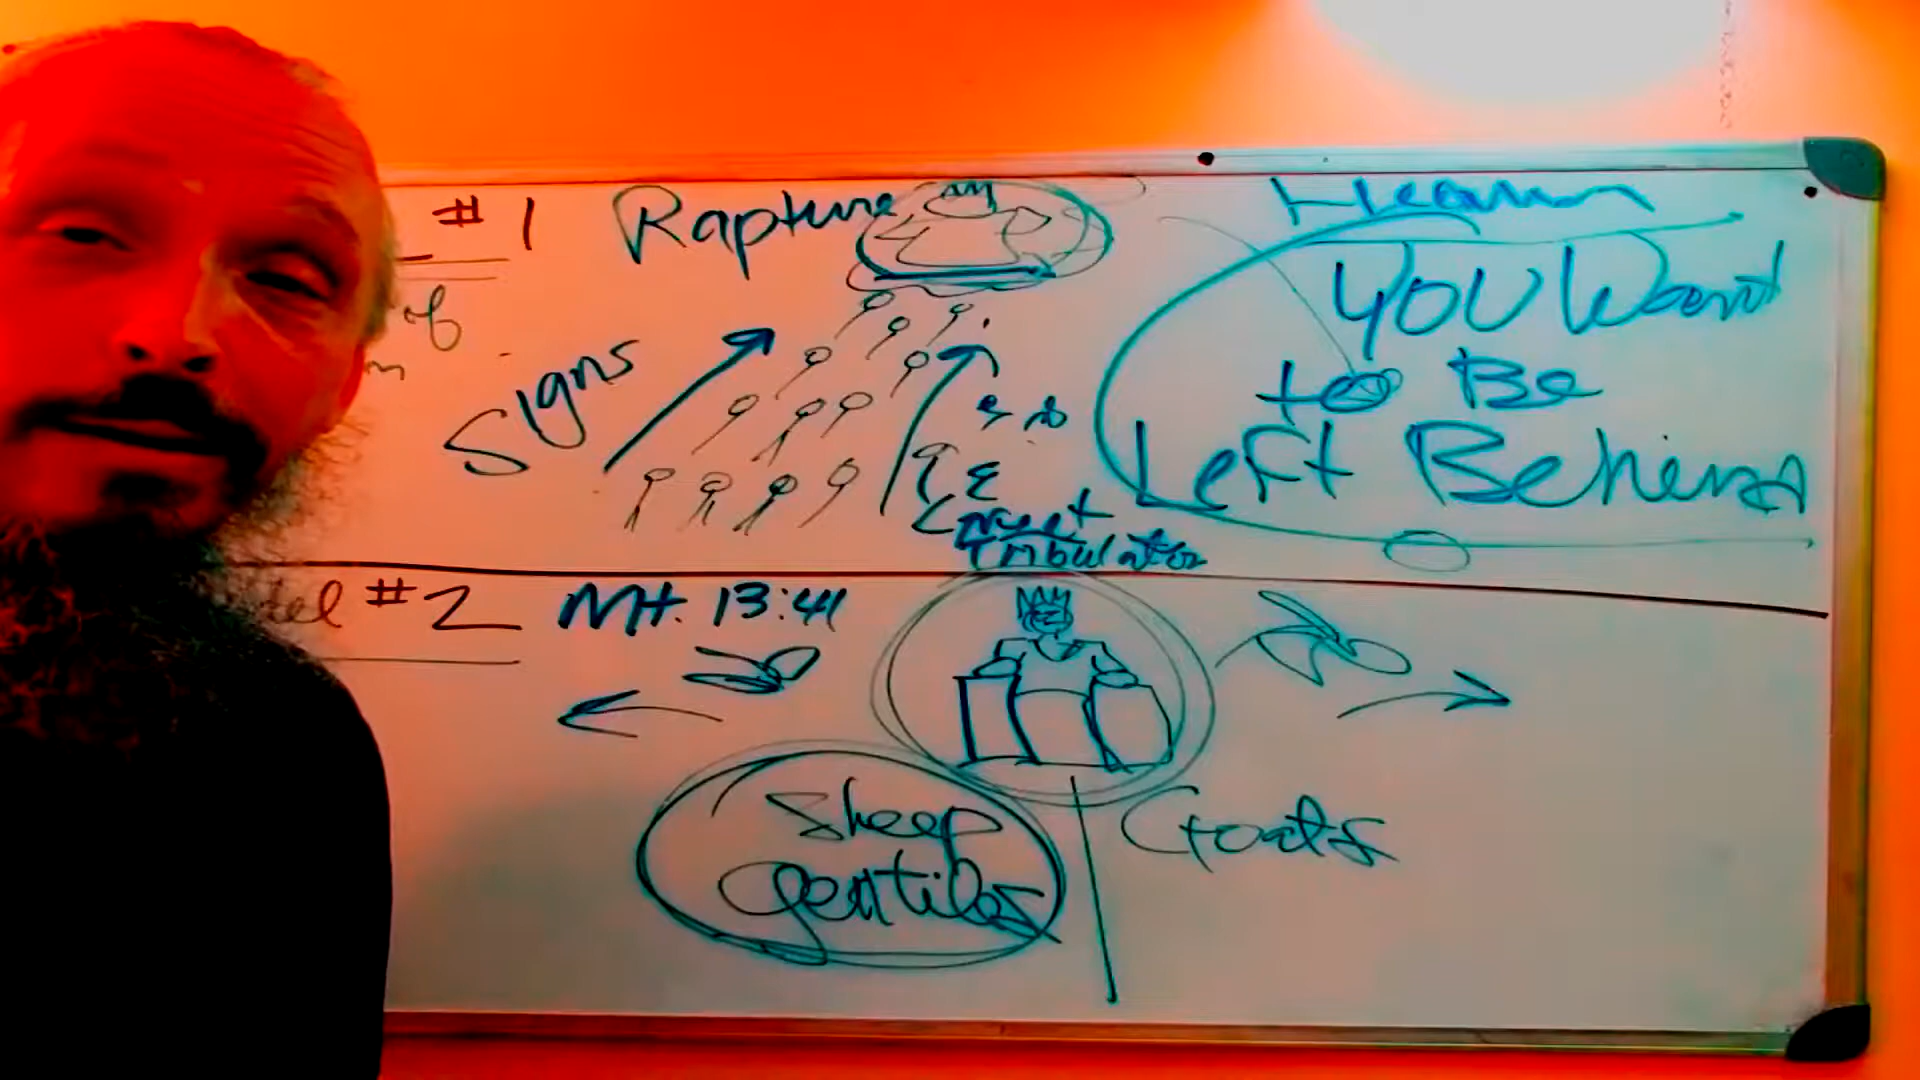 #1 Rapture
Heaven
YOU Want
to Be
Left Behind
Signs
Great
Tribulation
del #2 Mt. 13:41
Sheep
Gentiles
Goats